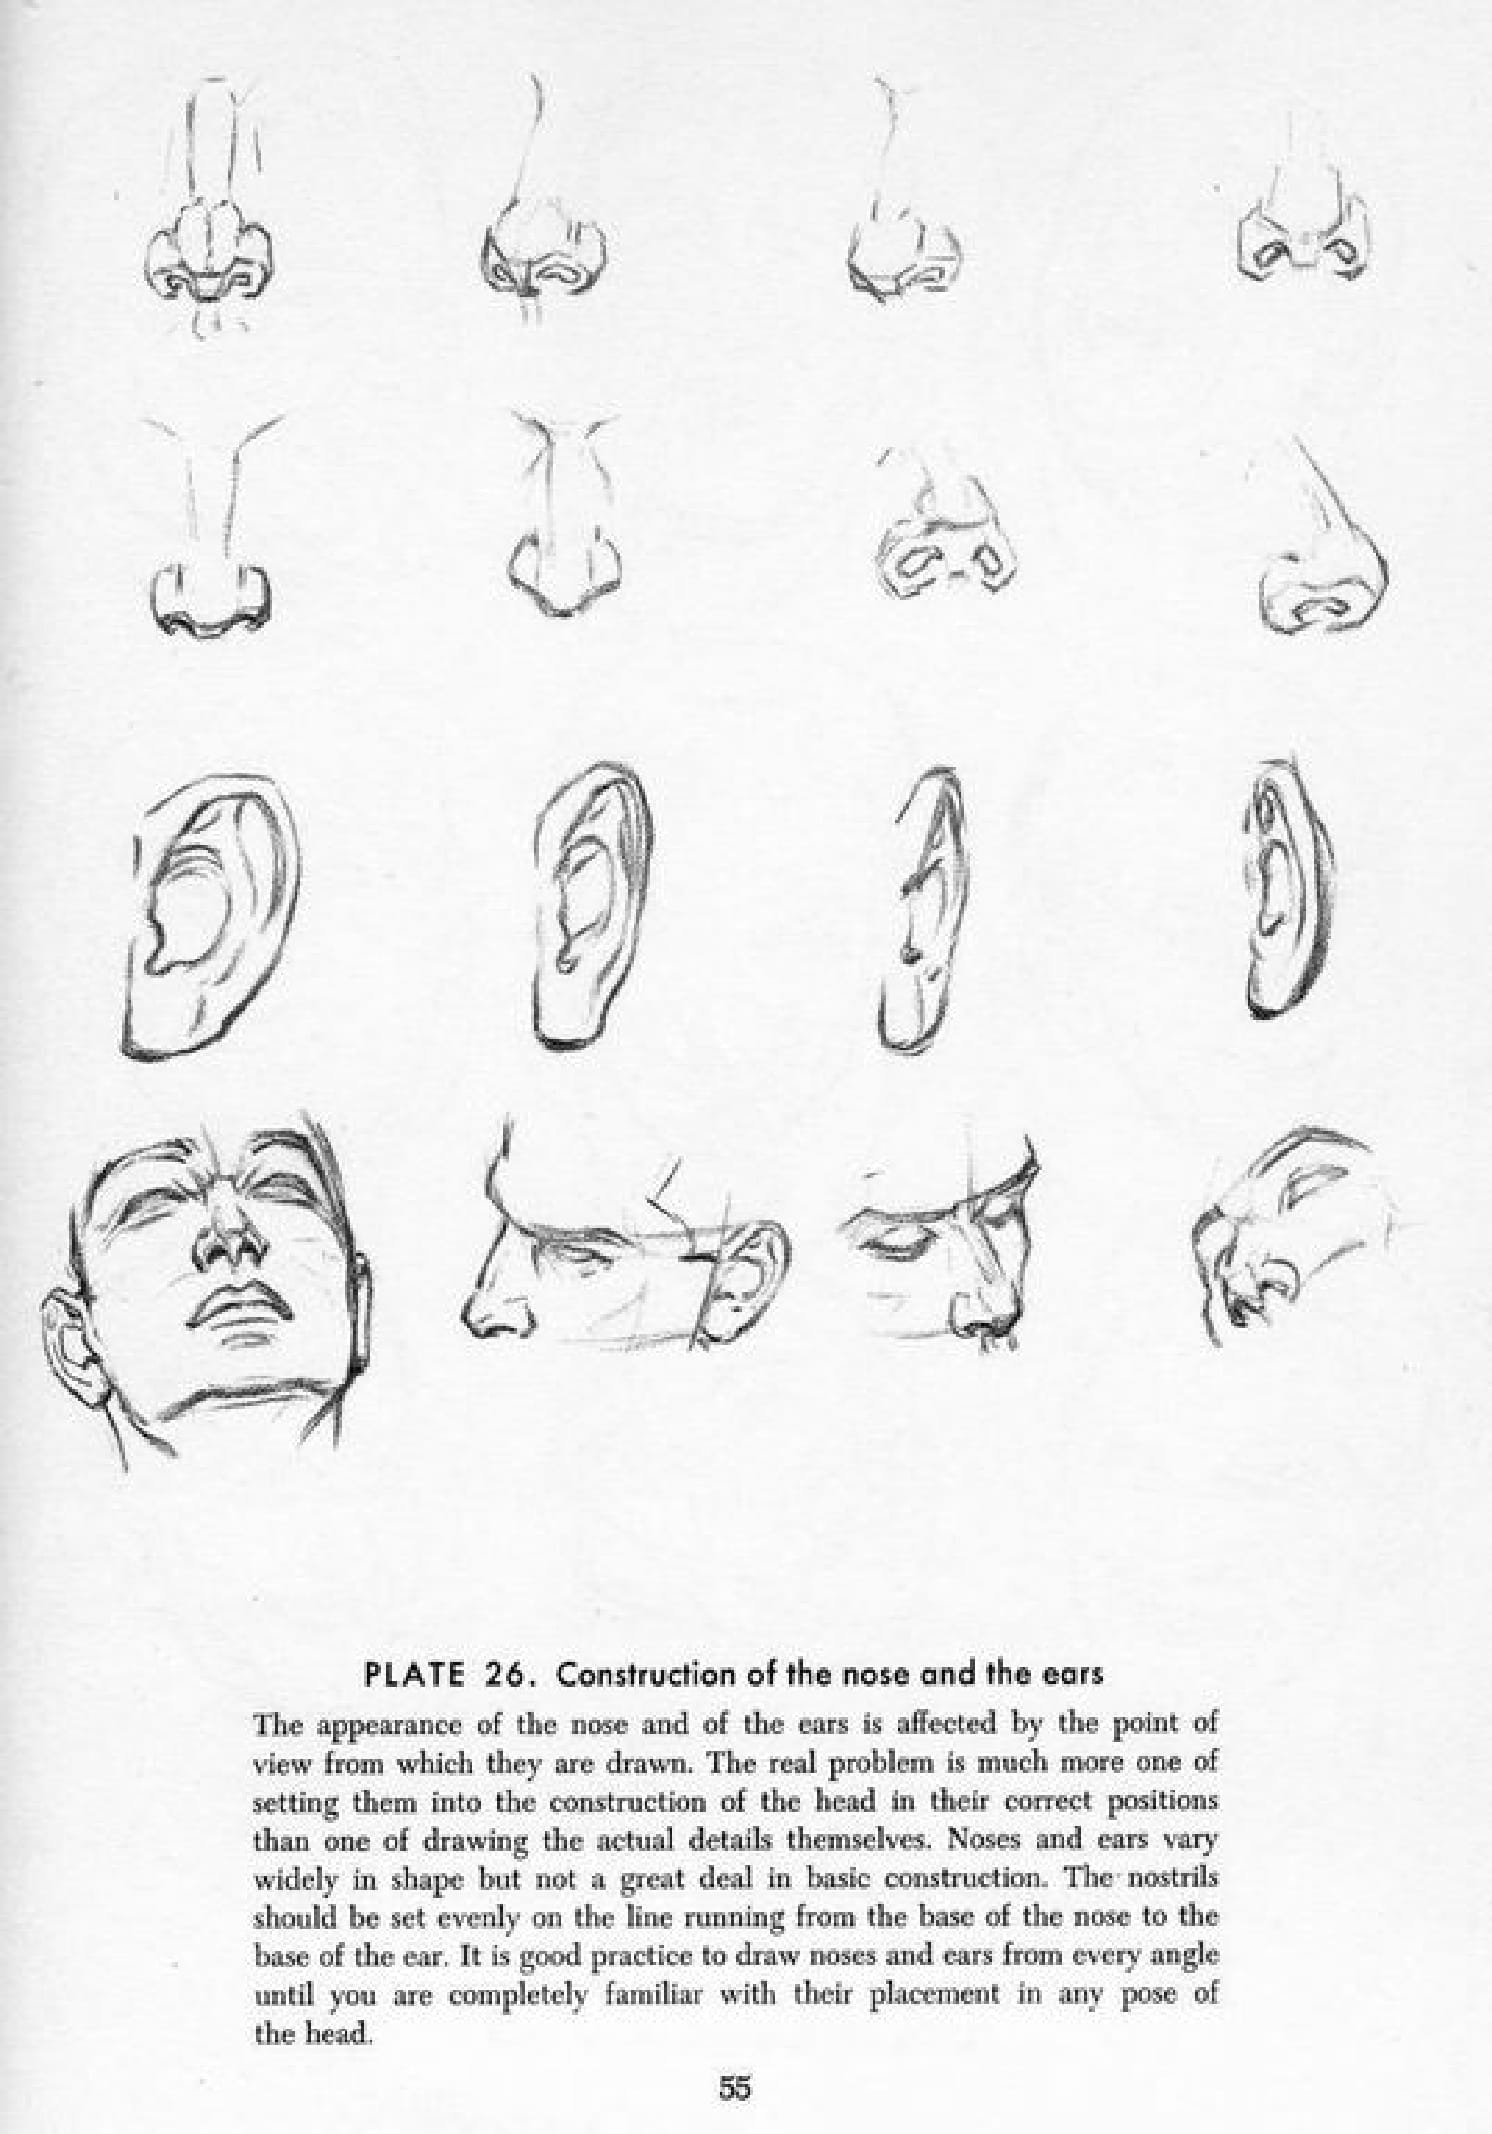 PLATE 26. Construction of the nose and the ears
The appearance of the nose and of the ears is affected by the point of
view from which they are drawn. The real problem is much more one of
setting them into the construction of the head in their correct positions
than one of drawing the actual details themselves. Noses and ears vary
widely in shape but not a great deal in basic construction. The nostrils
should be set evenly on the line running from the base of the nose to the
base of the ear. It is good practice to draw noses and ears from every angle
until you are completely familiar with their placement in any pose of
the head.
55